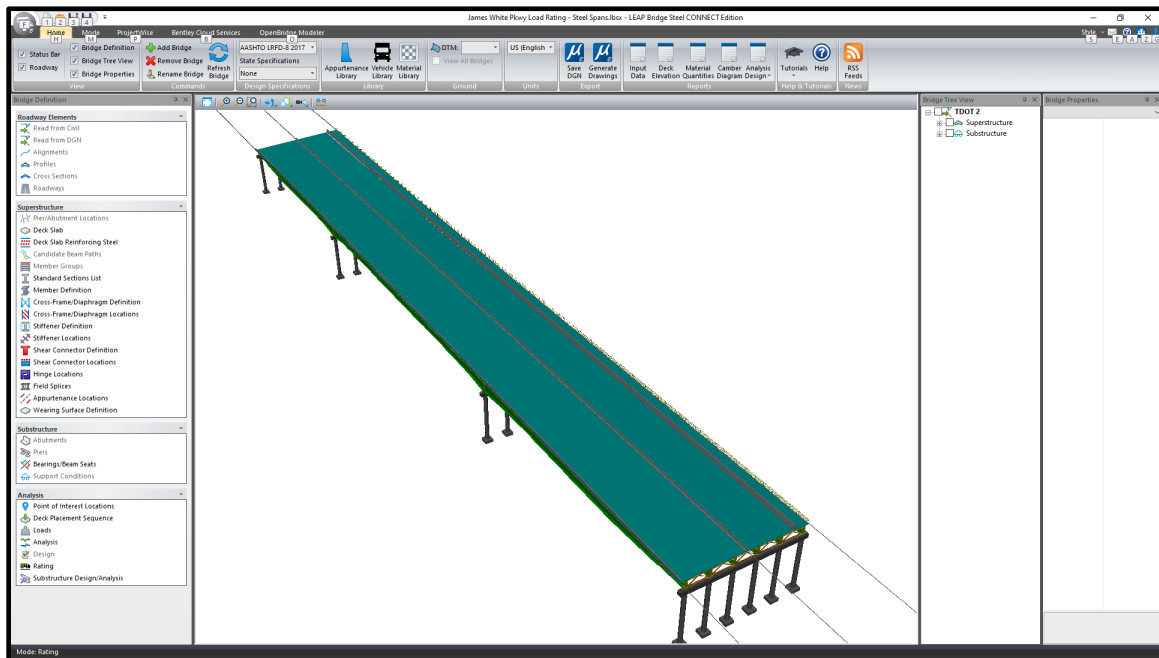 James White Pkwy Load Rating - Steel Spans.lbsx - LEAP Bridge Steel CONNECT Edition
F
1 2 3 4
Home Mode ProjectWise Bentley Cloud Services OpenBridge Modeler Style
H M P B O S E A Z
Status Bar
Roadway
Bridge Definition
Bridge Tree View
Bridge Properties
View
Add Bridge
Remove Bridge
Rename Bridge
Refresh
Bridge
Commands
AASHTO LRFD-8 2017
State Specifications
None
Design Specifications
Appurtenance
Library
Vehicle
Library
Material
Library
Library
DTM:
View All Bridges
Ground
US (English
Units
Save
DGN
Generate
Drawings
Export
Input
Data
Deck
Elevation
Material
Quantities
Camber
Diagram
Analysis
Design
Reports
Tutorials
Help
Help & Tutorials
RSS
Feeds
News
Bridge Definition
Roadway Elements
Read from Civil
Read from DGN
Alignments
Profiles
Cross Sections
Roadways
Superstructure
Pier/Abutment Locations
Deck Slab
Deck Slab Reinforcing Steel
Candidate Beam Paths
Member Groups
Standard Sections List
Member Definition
Cross-Frame/Diaphragm Definition
Cross-Frame/Diaphragm Locations
Stiffener Definition
Stiffener Locations
Shear Connector Definition
Shear Connector Locations
Hinge Locations
Field Splices
Appurtenance Locations
Wearing Surface Definition
Substructure
Abutments
Piers
Bearings/Beam Seats
Support Conditions
Analysis
Point of Interest Locations
Deck Placement Sequence
Loads
Analysis
Design
Rating
Substructure Design/Analysis
Bridge Tree View
TDOT 2
Superstructure
Substructure
Bridge Properties
Mode: Rating